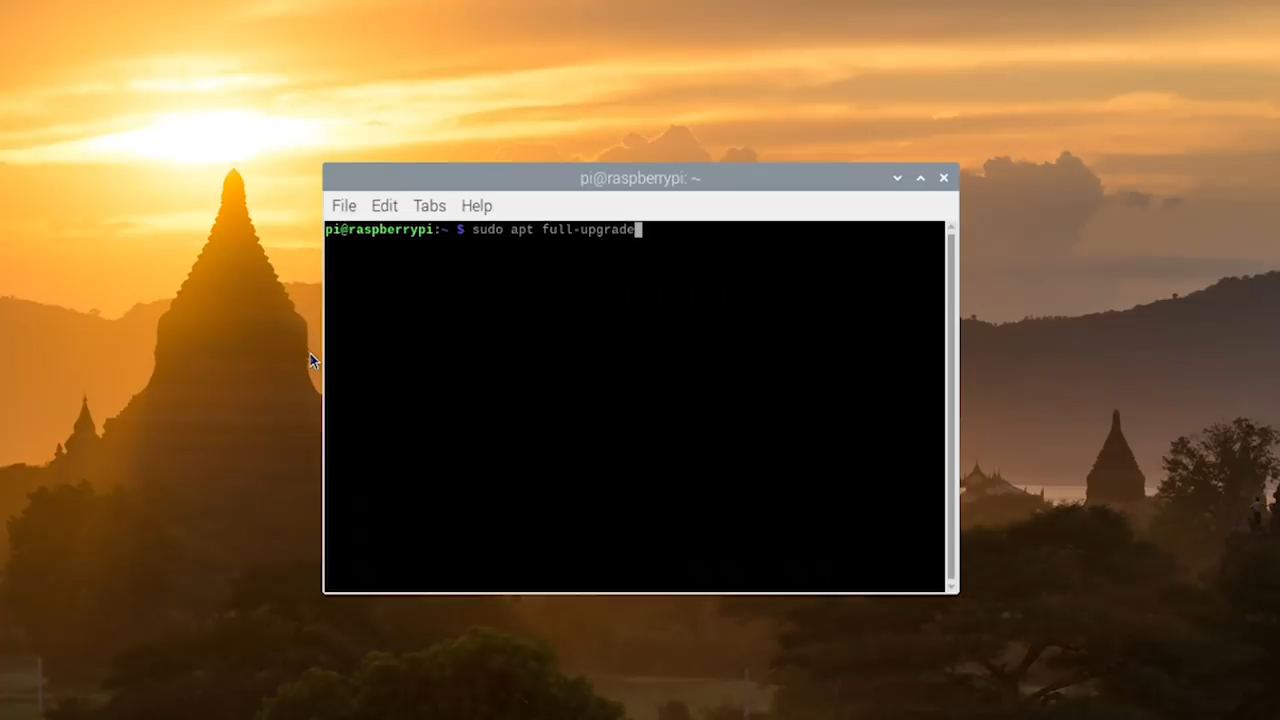 pi@raspberrypi: ~
File Edit Tabs Help
pi@raspberrypi:~ $ sudo apt full-upgrade